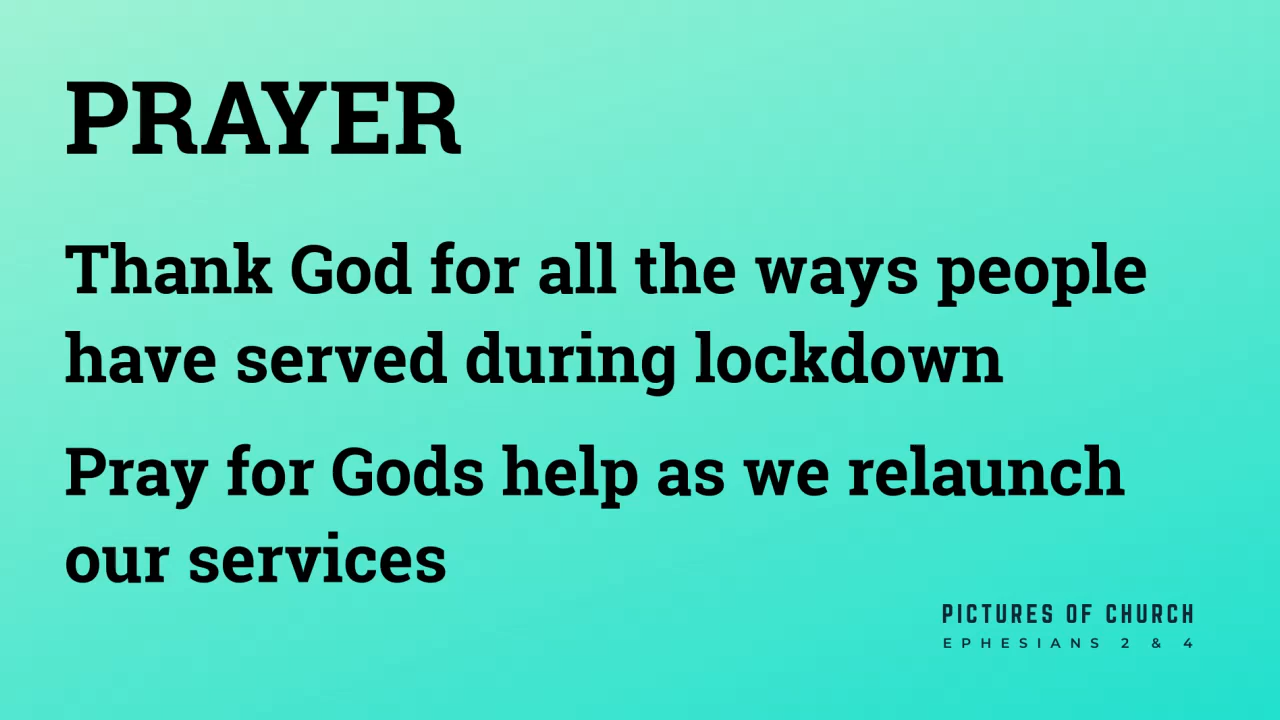 PRAYER
Thank God for all the ways people
have served during lockdown
Pray for Gods help as we relaunch
our services
PICTURES OF CHURCH
EPHESIANS 2 & 4